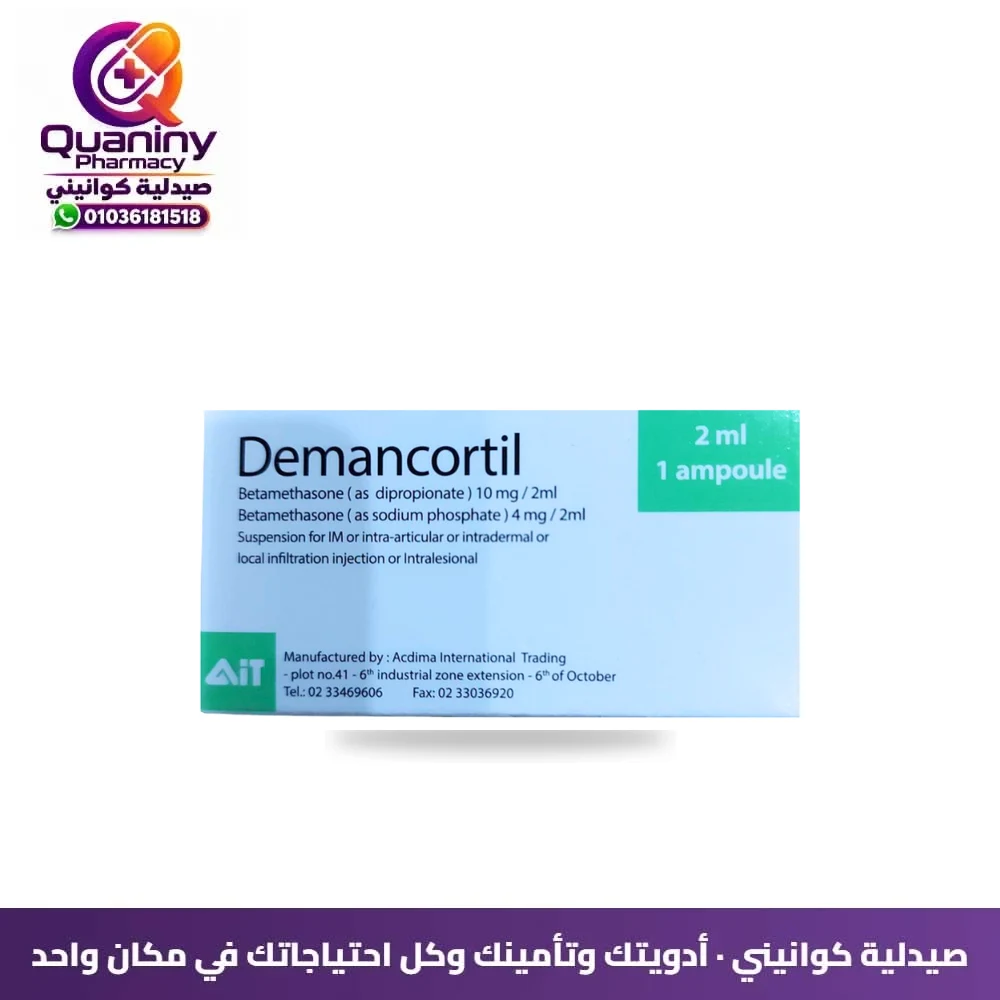 Quaniny
Pharmacy
صيدلية كوانيني
01036181518
Demancortil
Betamethasone ( as dipropionate ) 10 mg / 2ml
Betamethasone ( as sodium phosphate ) 4 mg / 2ml
Suspension for IM or intra-articular or intradermal or
local infiltration injection or Intralesional
2 ml
1 ampoule
AiT
Manufactured by : Acdima International Trading
- plot no.41 - 6th industrial zone extension - 6th of October
Tel.: 02 33469606 Fax: 02 33036920
صيدلية كوانيني · أدويتك وتأمينك وكل احتياجاتك في مكان واحد